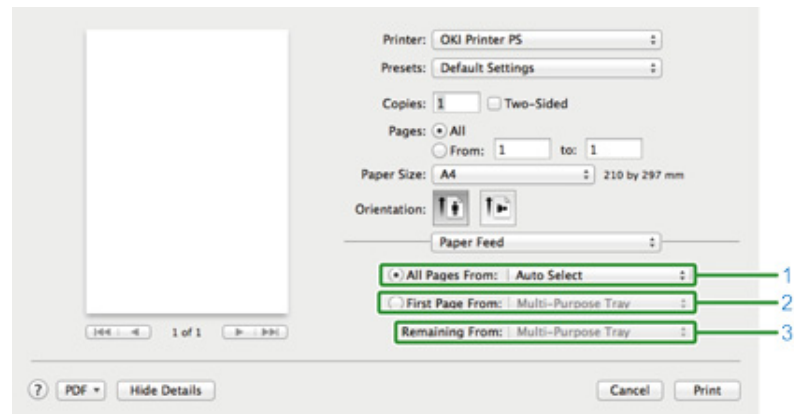 Printer: OKI Printer PS
Presets: Default Settings
Copies: 1 Two-Sided
Pages: All
From: 1 to: 1
Paper Size: A4 210 by 297 mm
Orientation:
Paper Feed
All Pages From: Auto Select 1
First Page From: Multi-Purpose Tray 2
Remaining From: Multi-Purpose Tray 3
1 of 1
? PDF Hide Details Cancel Print